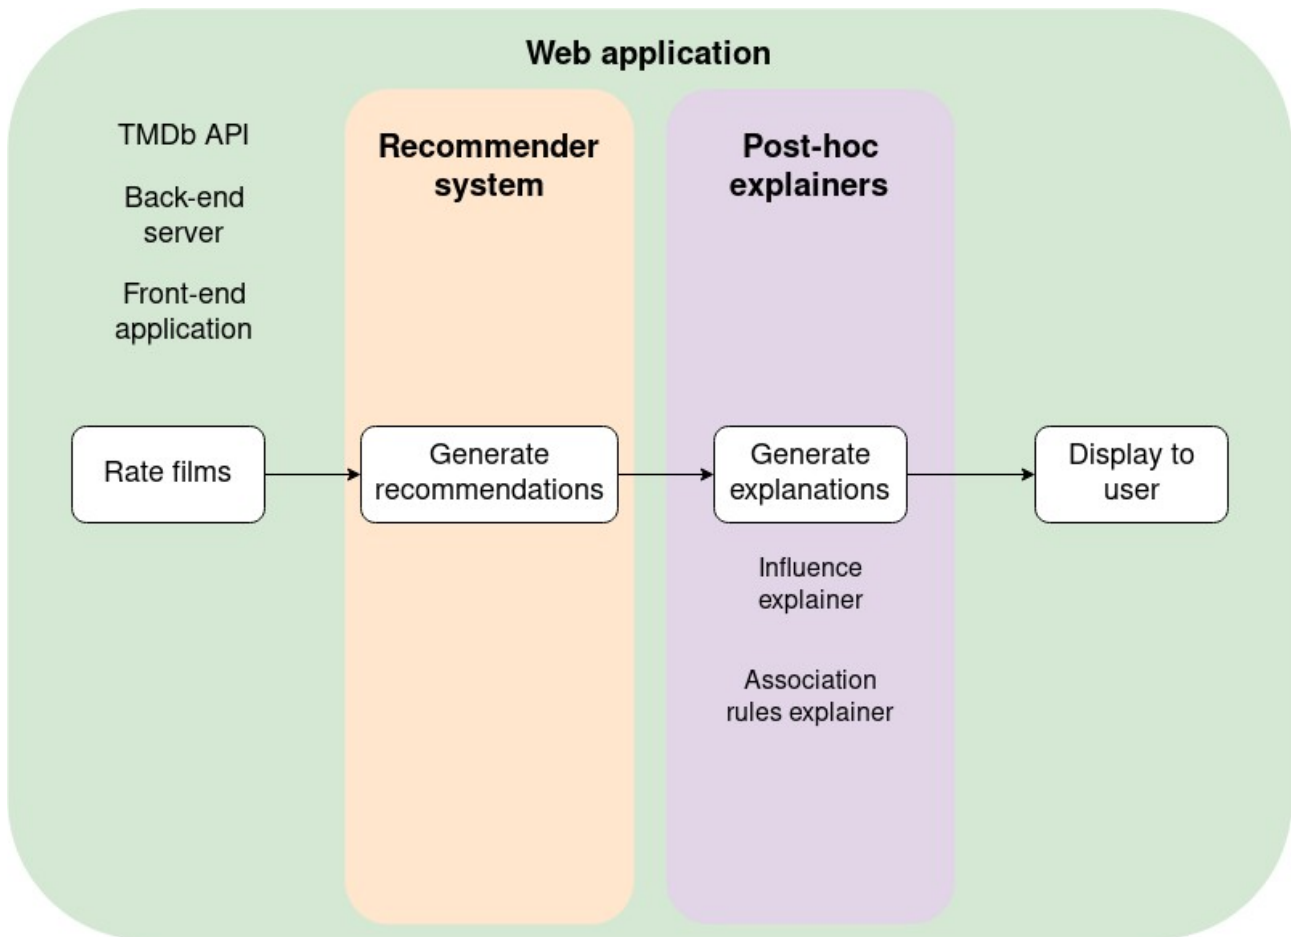 Web application
TMDb API
Back-end
server
Front-end
application
Recommender
system
Post-hoc
explainers
Rate films
Generate
recommendations
Generate
explanations
Display to
user
Influence
explainer
Association
rules explainer